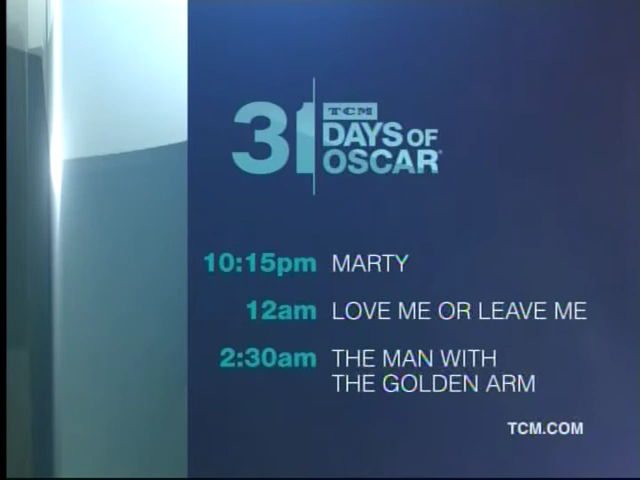 31 TCM
DAYS OF
OSCAR®
10:15pm MARTY
12am LOVE ME OR LEAVE ME
2:30am THE MAN WITH
THE GOLDEN ARM
TCM.COM